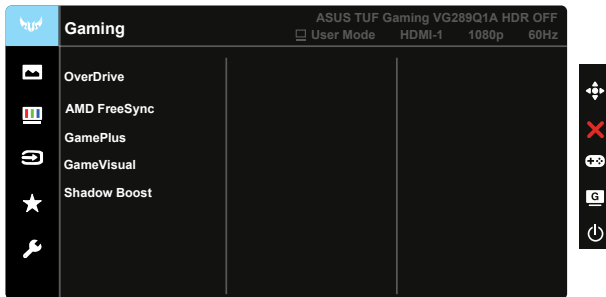 Gaming
ASUS TUF Gaming VG289Q1A HDR OFF
User Mode HDMI-1 1080p 60Hz
OverDrive
AMD FreeSync
GamePlus
GameVisual
Shadow Boost
G